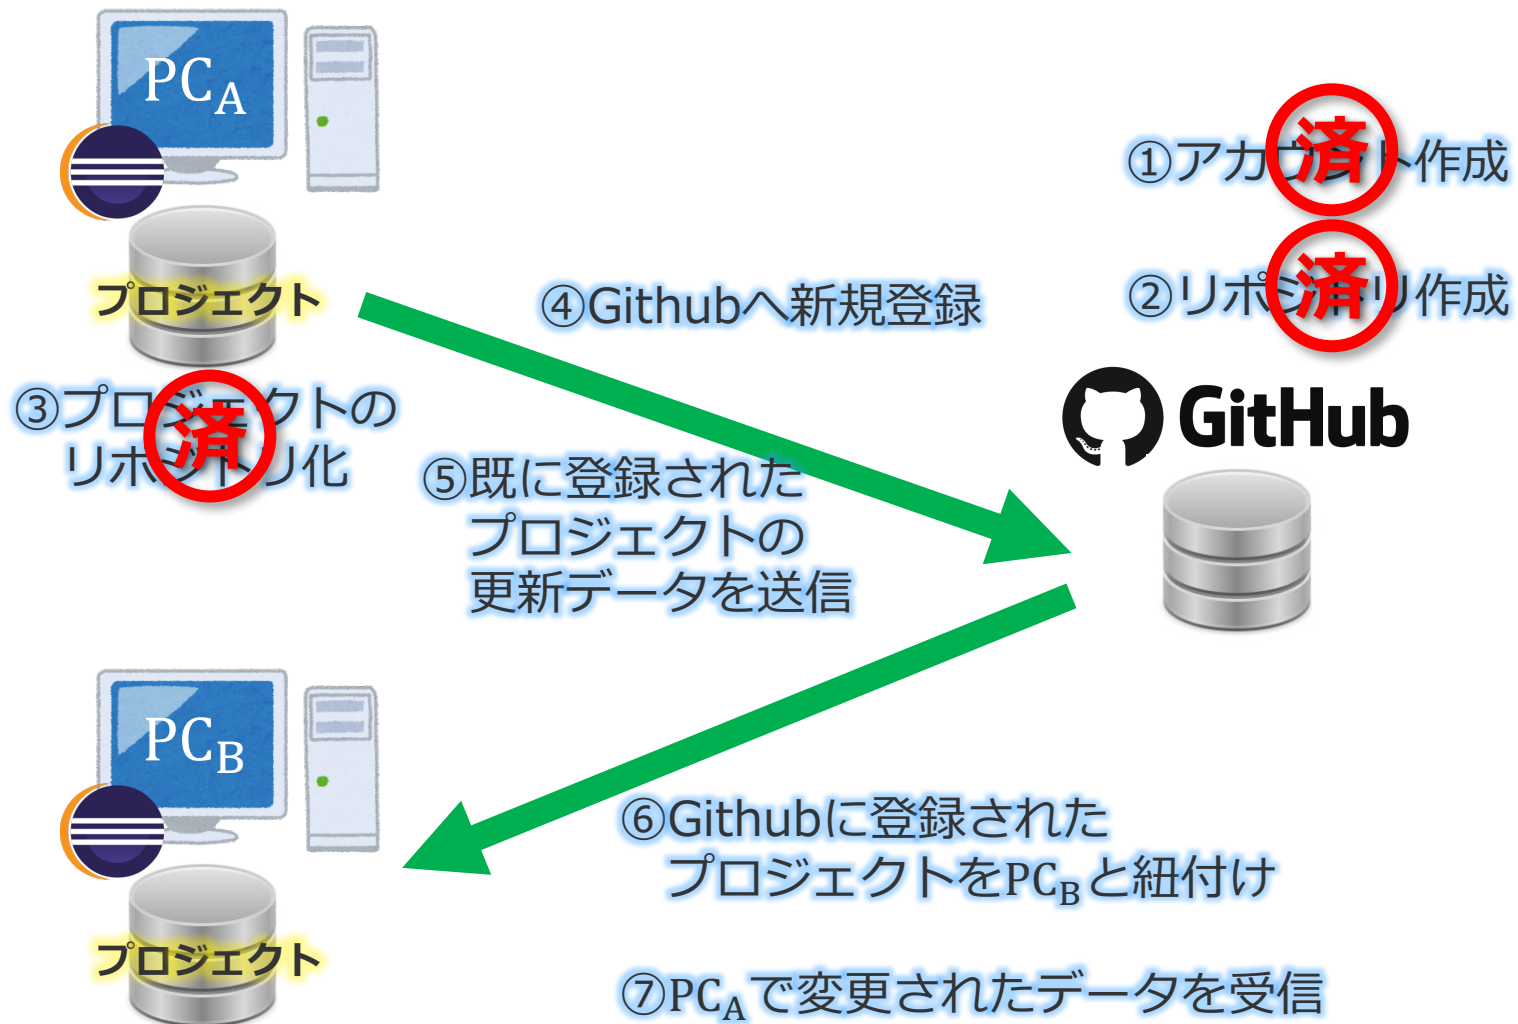 PCA
プロジェクト
①アカウント作成
済
②リポジトリ作成
済
④Githubへ新規登録
③プロジェクトの
リポジトリ化
済
GitHub
⑤既に登録された
プロジェクトの
更新データを送信
PCB
プロジェクト
⑥Githubに登録された
プロジェクトをPCBと紐付け
⑦PCAで変更されたデータを受信